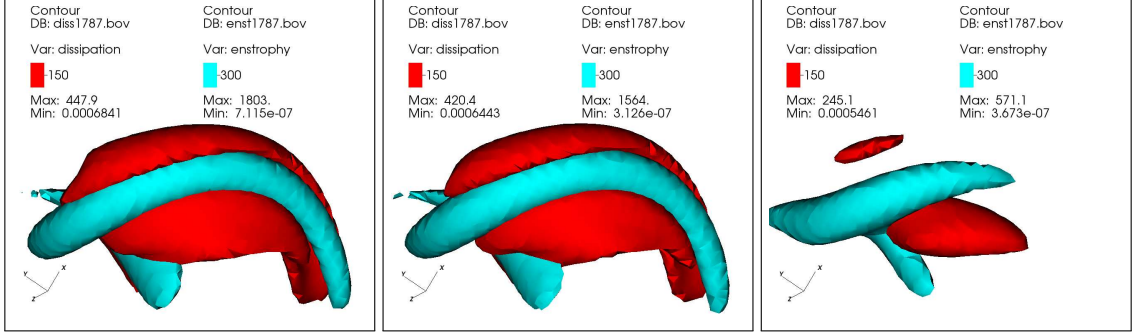 Contour
DB: diss1787.bov
Var: dissipation
-150
Max: 447.9
Min: 0.0006841
Contour
DB: enst1787.bov
Var: enstrophy
-300
Max: 1803.
Min: 7.115e-07
Y
X
Z
Contour
DB: diss1787.bov
Var: dissipation
-150
Max: 420.4
Min: 0.0006443
Contour
DB: enst1787.bov
Var: enstrophy
-300
Max: 1564.
Min: 3.126e-07
Y
X
Z
Contour
DB: diss1787.bov
Var: dissipation
-150
Max: 245.1
Min: 0.0005461
Contour
DB: enst1787.bov
Var: enstrophy
-300
Max: 571.1
Min: 3.673e-07
Y
X
Z